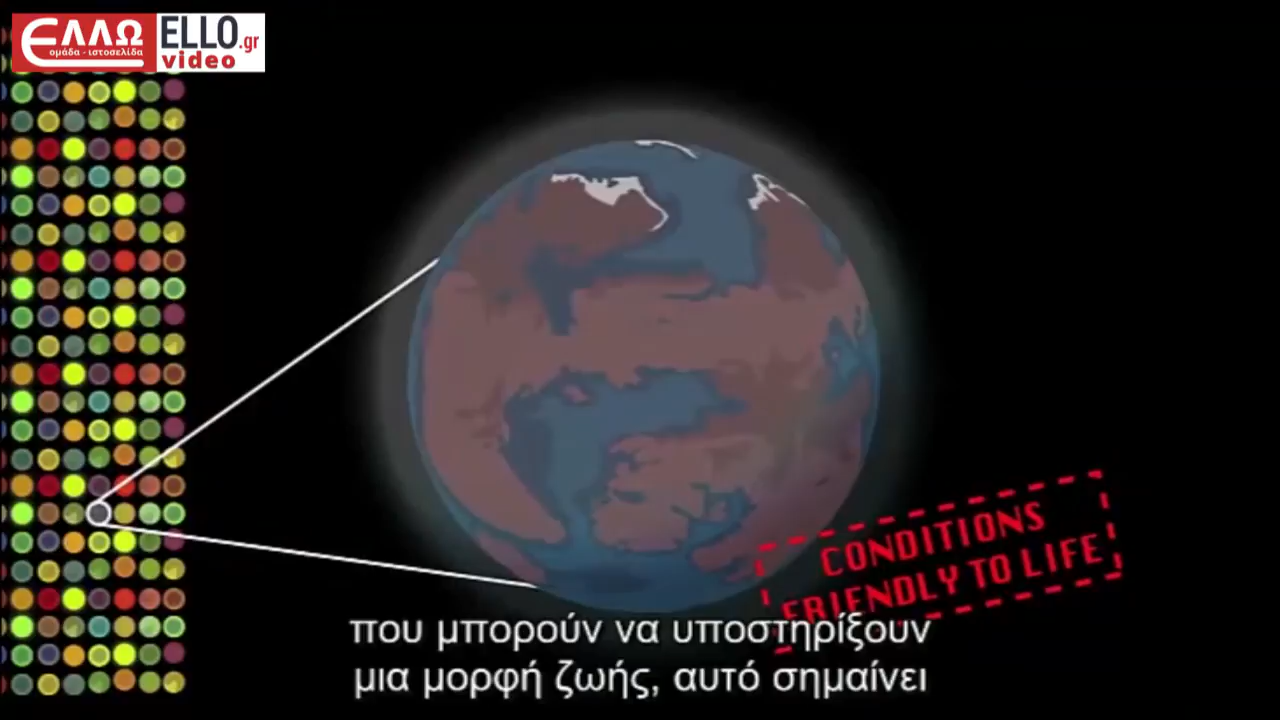 ΕΛΛΩ
ομάδα - ιστοσελίδα
ELLO.gr
video
CONDITIONS
FRIENDLY TO LIFE
που μπορούν να υποστηρίξουν
μια μορφή ζωής, αυτό σημαίνει